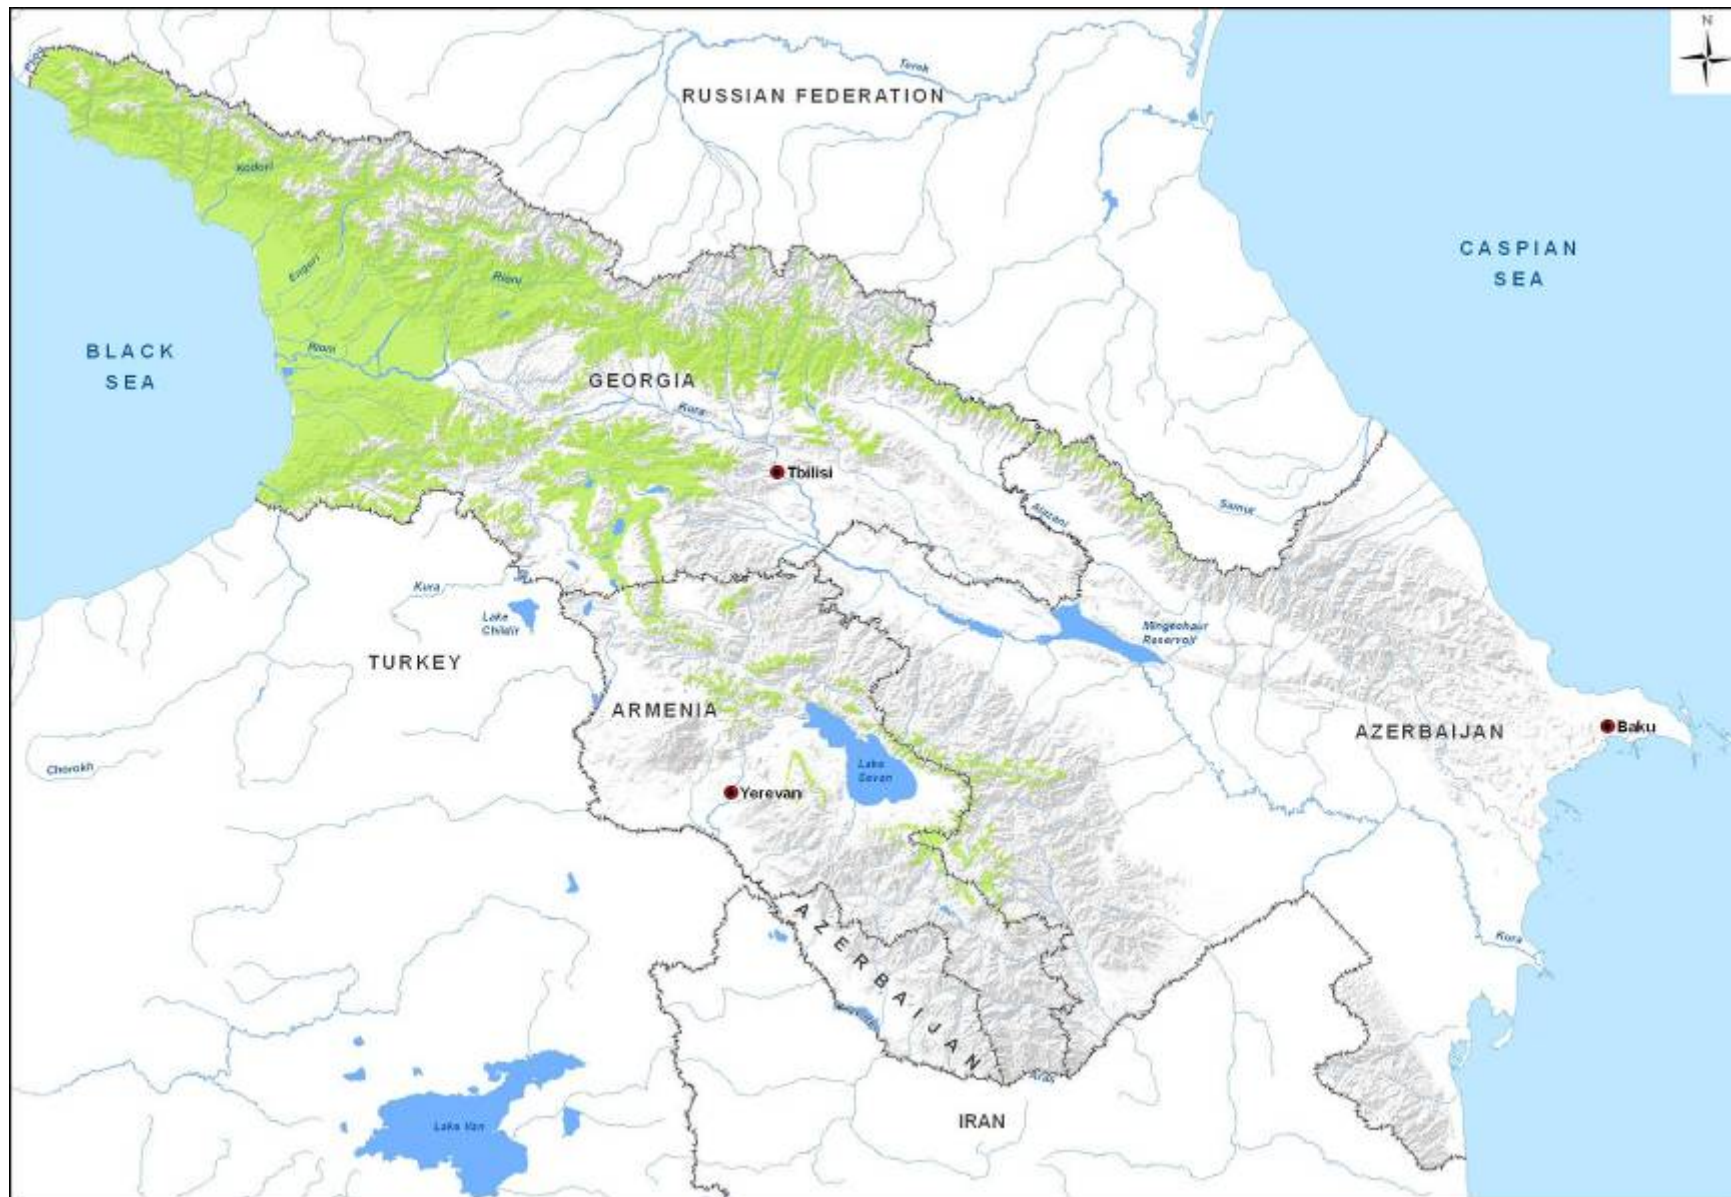 N
Terek
RUSSIAN FEDERATION
Kodori
CASPIAN
SEA
Enguri
Rioni
BLACK
SEA
Rioni
GEORGIA
Kura
Tbilisi
Alazani
Samur
Kura
Lake
Childir
Mingechaur
Reservoir
TURKEY
ARMENIA
AZERBAIJAN
Baku
Chorokh
Lake
Sevan
Yerevan
AZERBAIJAN
Kura
Aras
IRAN
Lake Van